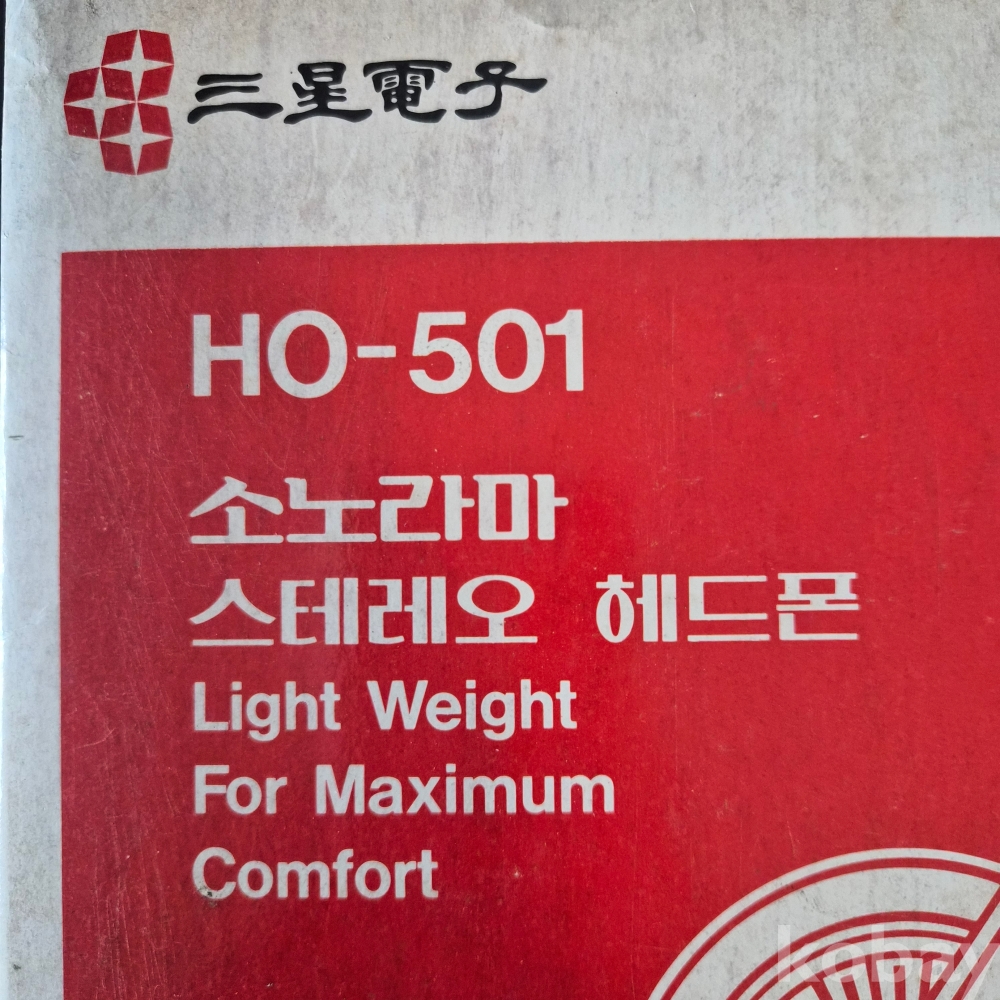 三星電子
HO-501
소노라마
스테레오 헤드폰
Light Weight
For Maximum
Comfort
kobay